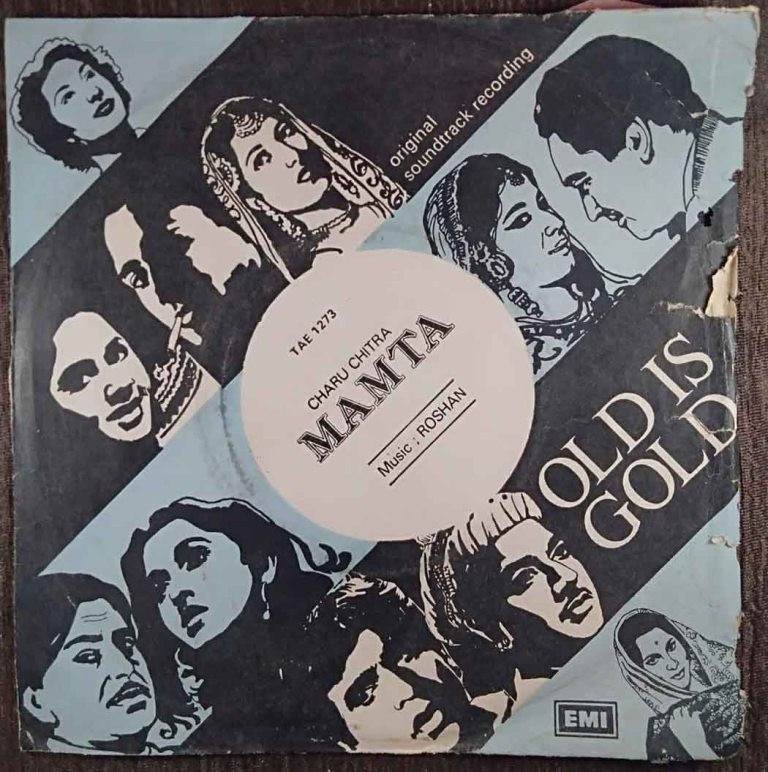 original
soundtrack recording
TAE 1273
CHARU CHITRA
MAMTA
Music : ROSHAN
OLD IS
GOLD
EMI